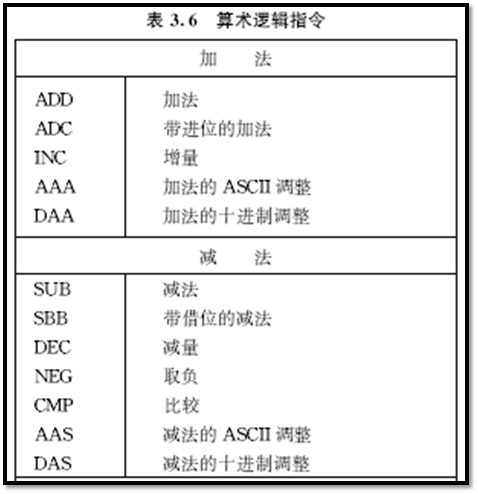 表 3.6 算术逻辑指令
加 法
ADD 加法
ADC 带进位的加法
INC 增量
AAA 加法的 ASCII 调整
DAA 加法的十进制调整
减 法
SUB 减法
SBB 带借位的减法
DEC 减量
NEG 取负
CMP 比较
AAS 减法的 ASCII 调整
DAS 减法的十进制调整